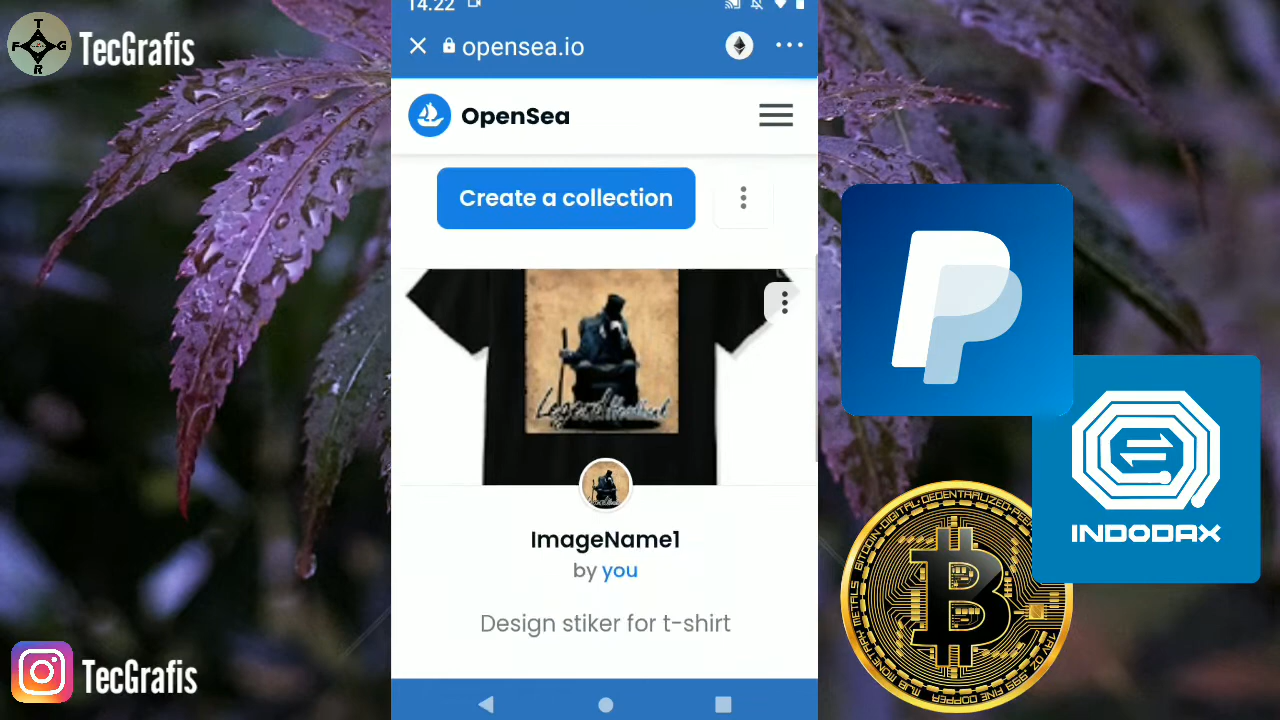 TecGrafis
T
F G
R
14.22
opensea.io
OpenSea
Create a collection
ImageName1
by you
Design stiker for t-shirt
INDODAX
TecGrafis